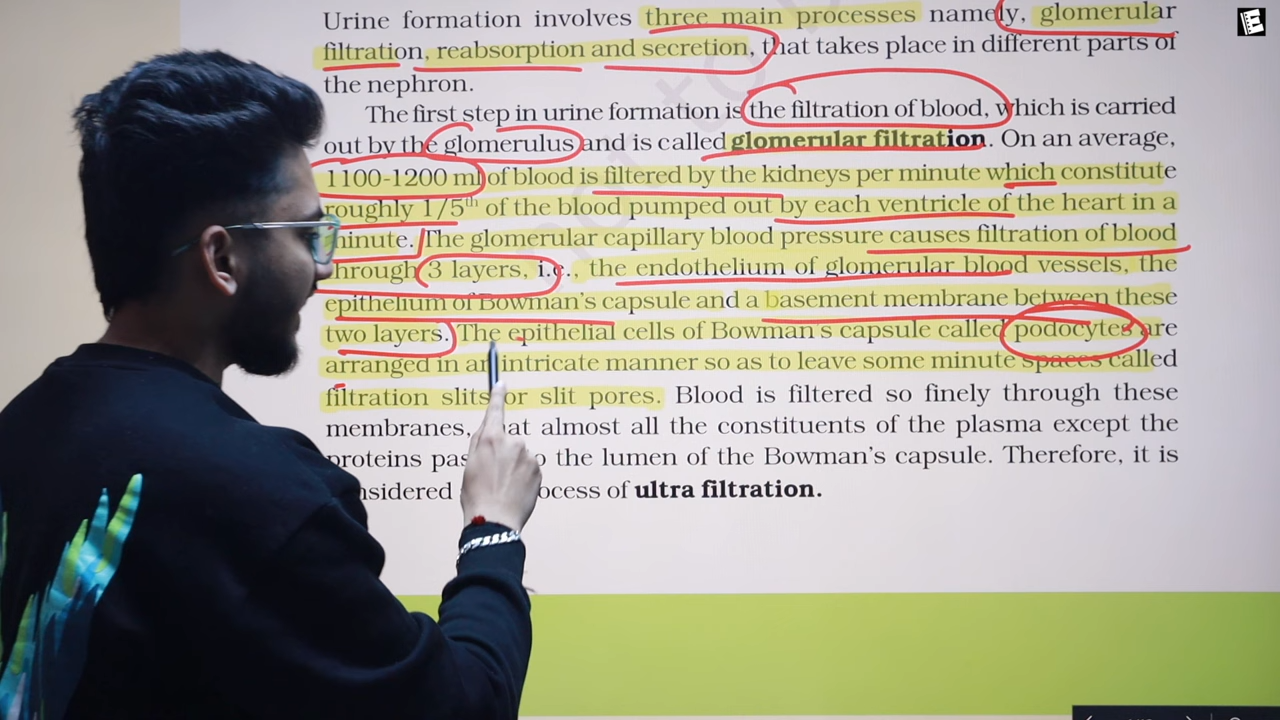 Urine formation involves three main processes namely, glomerular
filtration, reabsorption and secretion, that takes place in different parts of
the nephron.
The first step in urine formation is the filtration of blood, which is carried
out by the glomerulus and is called glomerular filtration. On an average,
1100-1200 ml of blood is filtered by the kidneys per minute which constitute
roughly 1/5th of the blood pumped out by each ventricle of the heart in a
minute. The glomerular capillary blood pressure causes filtration of blood
through 3 layers, i.e., the endothelium of glomerular blood vessels, the
epithelium of Bowman's capsule and a basement membrane between these
two layers. The epithelial cells of Bowman's capsule called podocytes are
arranged in an intricate manner so as to leave some minute spaces called
filtration slits or slit pores. Blood is filtered so finely through these
membranes, almost all the constituents of the plasma except the
proteins the lumen of the Bowman's capsule. Therefore, it is
of ultra filtration.